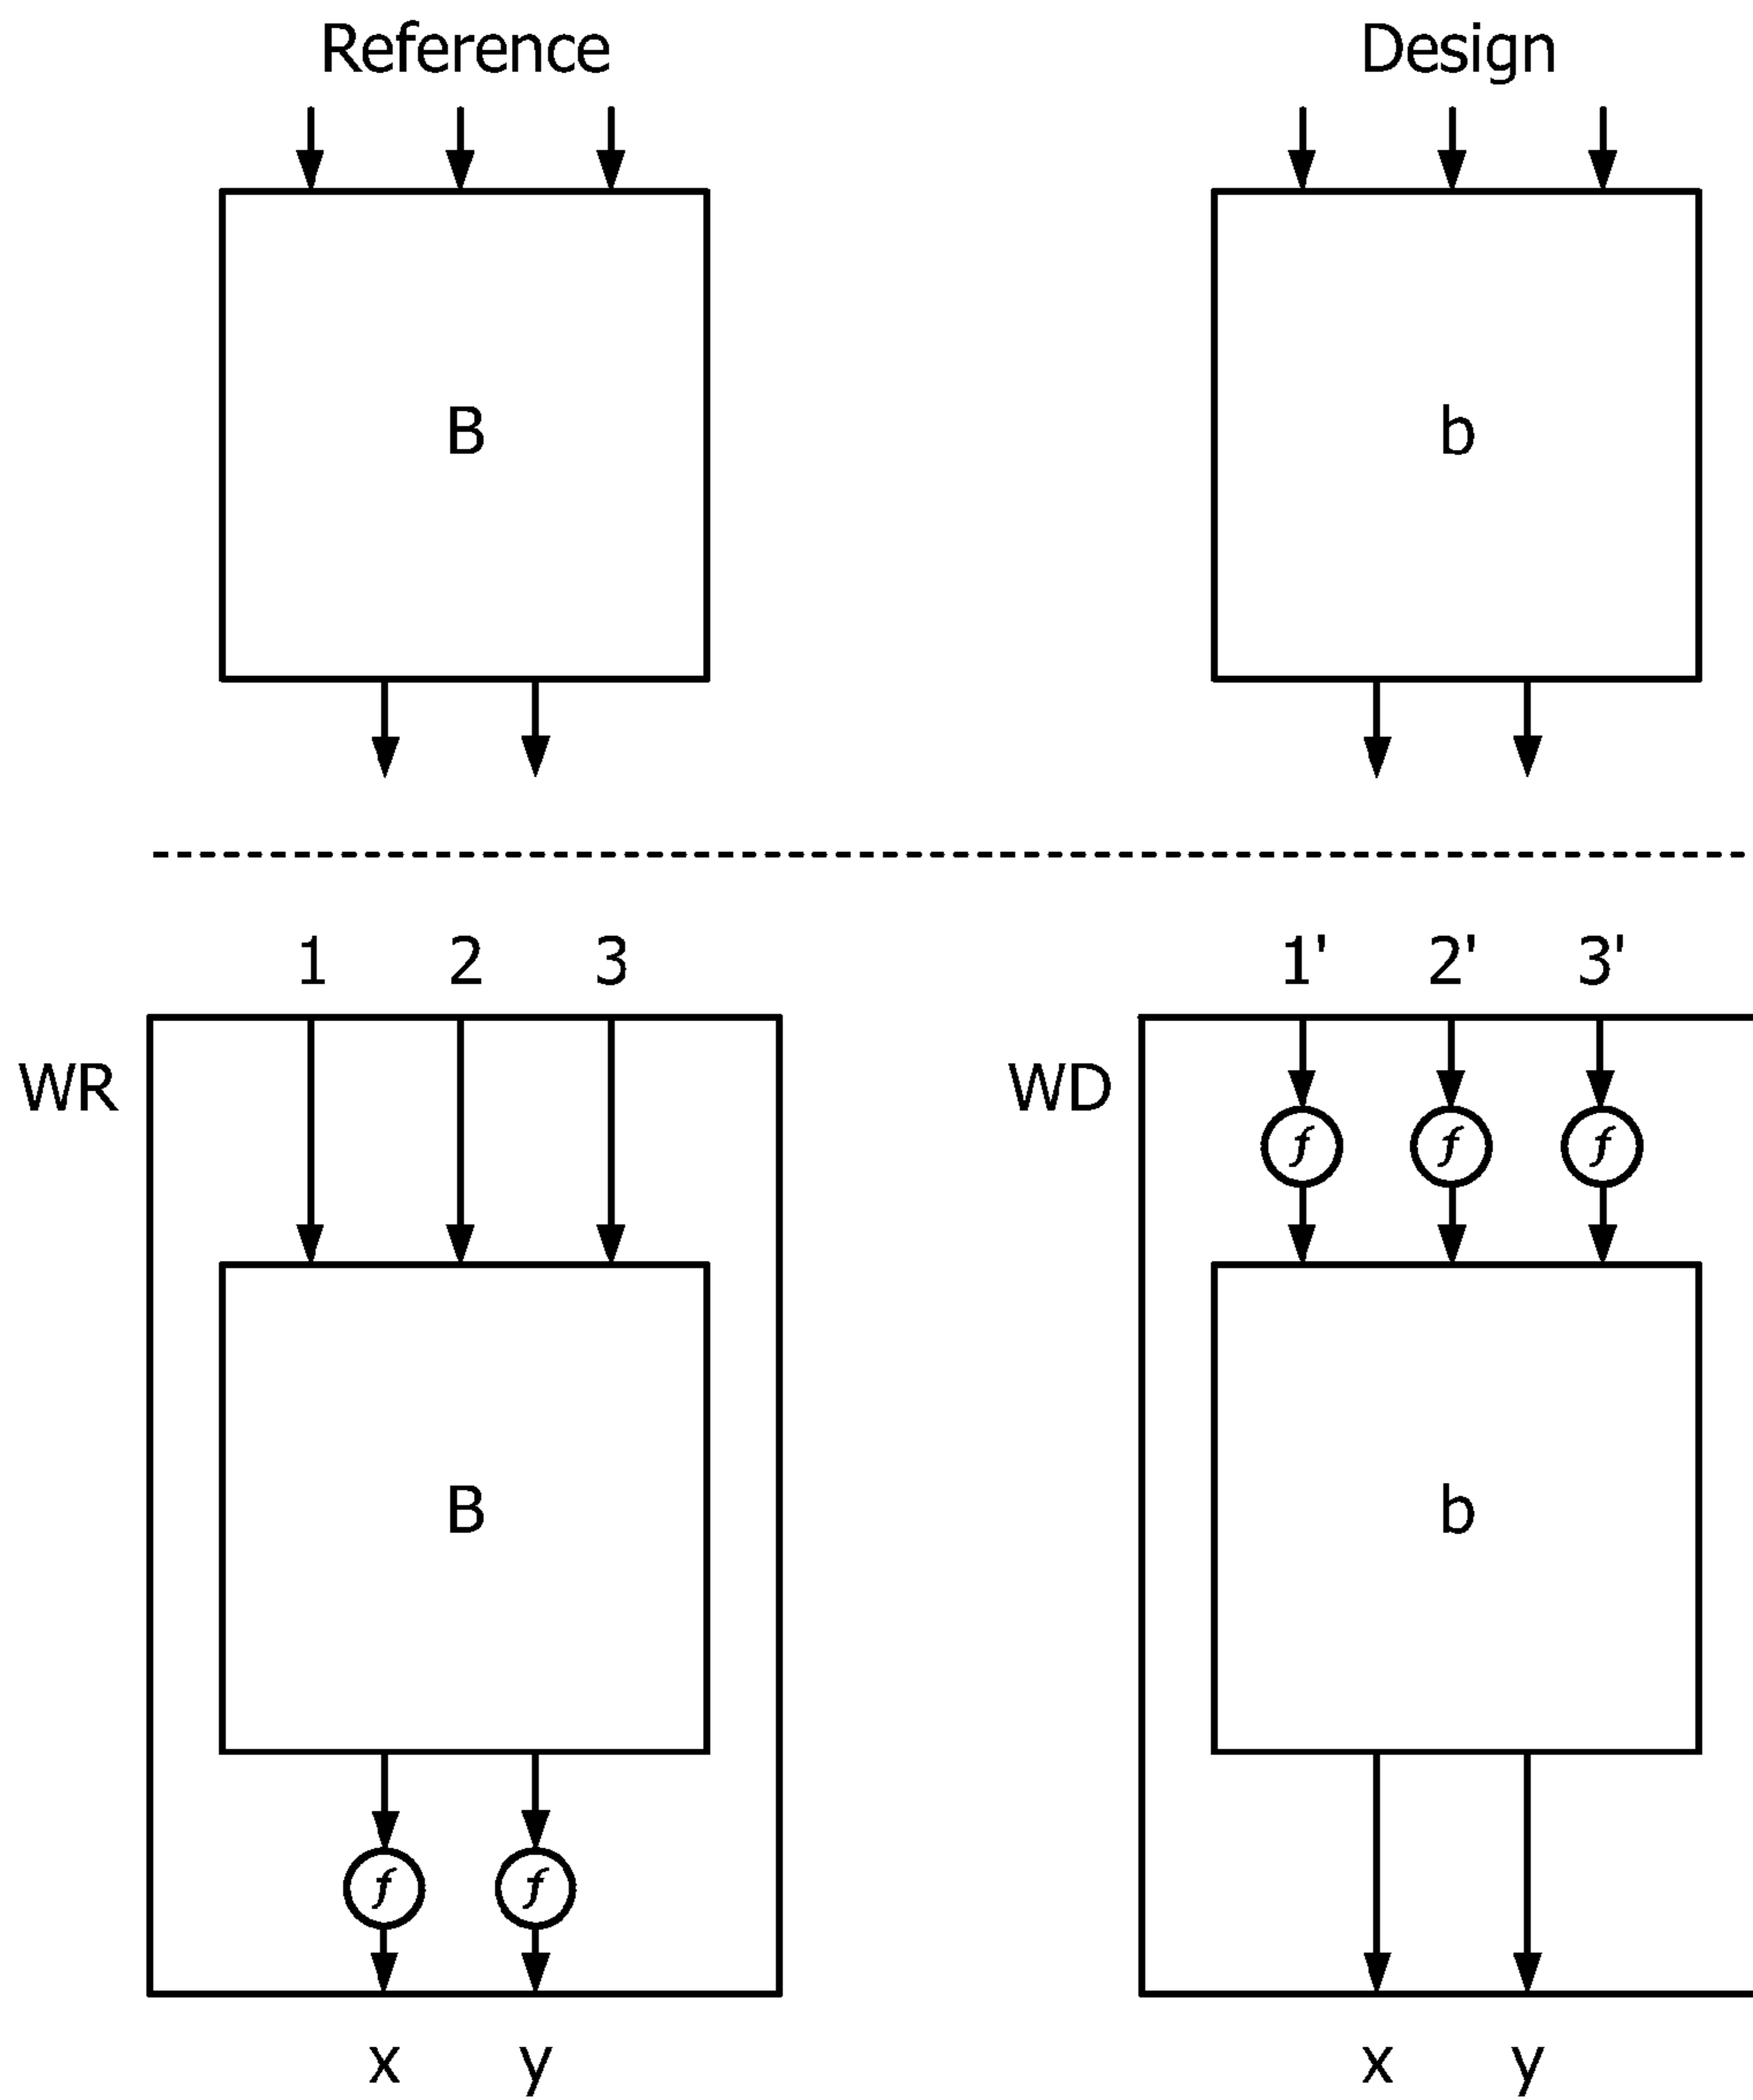 Reference Design
B b
1 2 3 1' 2' 3'
WR WD
f f f
B b
f f
x y x y